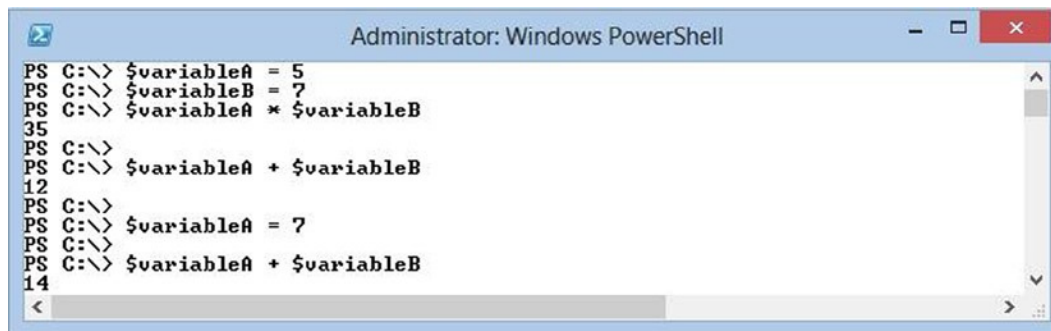 Administrator: Windows PowerShell
PS C:\> $variableA = 5
PS C:\> $variableB = 7
PS C:\> $variableA * $variableB
35
PS C:\>
PS C:\> $variableA + $variableB
12
PS C:\>
PS C:\> $variableA = 7
PS C:\>
PS C:\> $variableA + $variableB
14